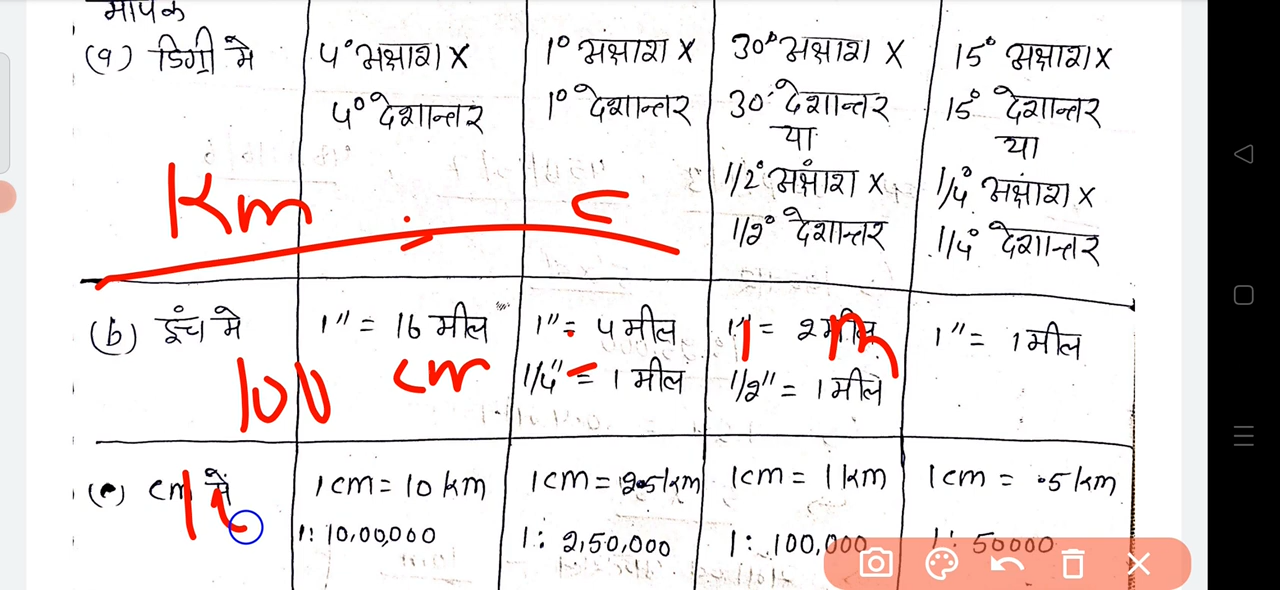 मापक
(a) डिग्री मे
4° अक्षांश X
4° देशान्तर
1° अंक्षाश X
1° देशान्तर
30' अक्षांश X
30' देशान्तर
या
1/2° अक्षांश X
1/2° देशान्तर
15' अक्षांश X
15' देशान्तर
या
1/4° अक्षांश X
1/4° देशान्तर
Km : C
(b) इंच मे
1" = 16 मील
1" = 4 मील
1/4" = 1 मील
1" = 2 मील
1/2" = 1 मील
1" = 1 मील
100 cm = 1 m
(c) cm में
1 cm = 10 km
1: 10,00,000
1 cm = 2.5 km
1: 2,50,000
1 cm = 1 km
1: 100,000
1 cm = .5 km
1: 50000